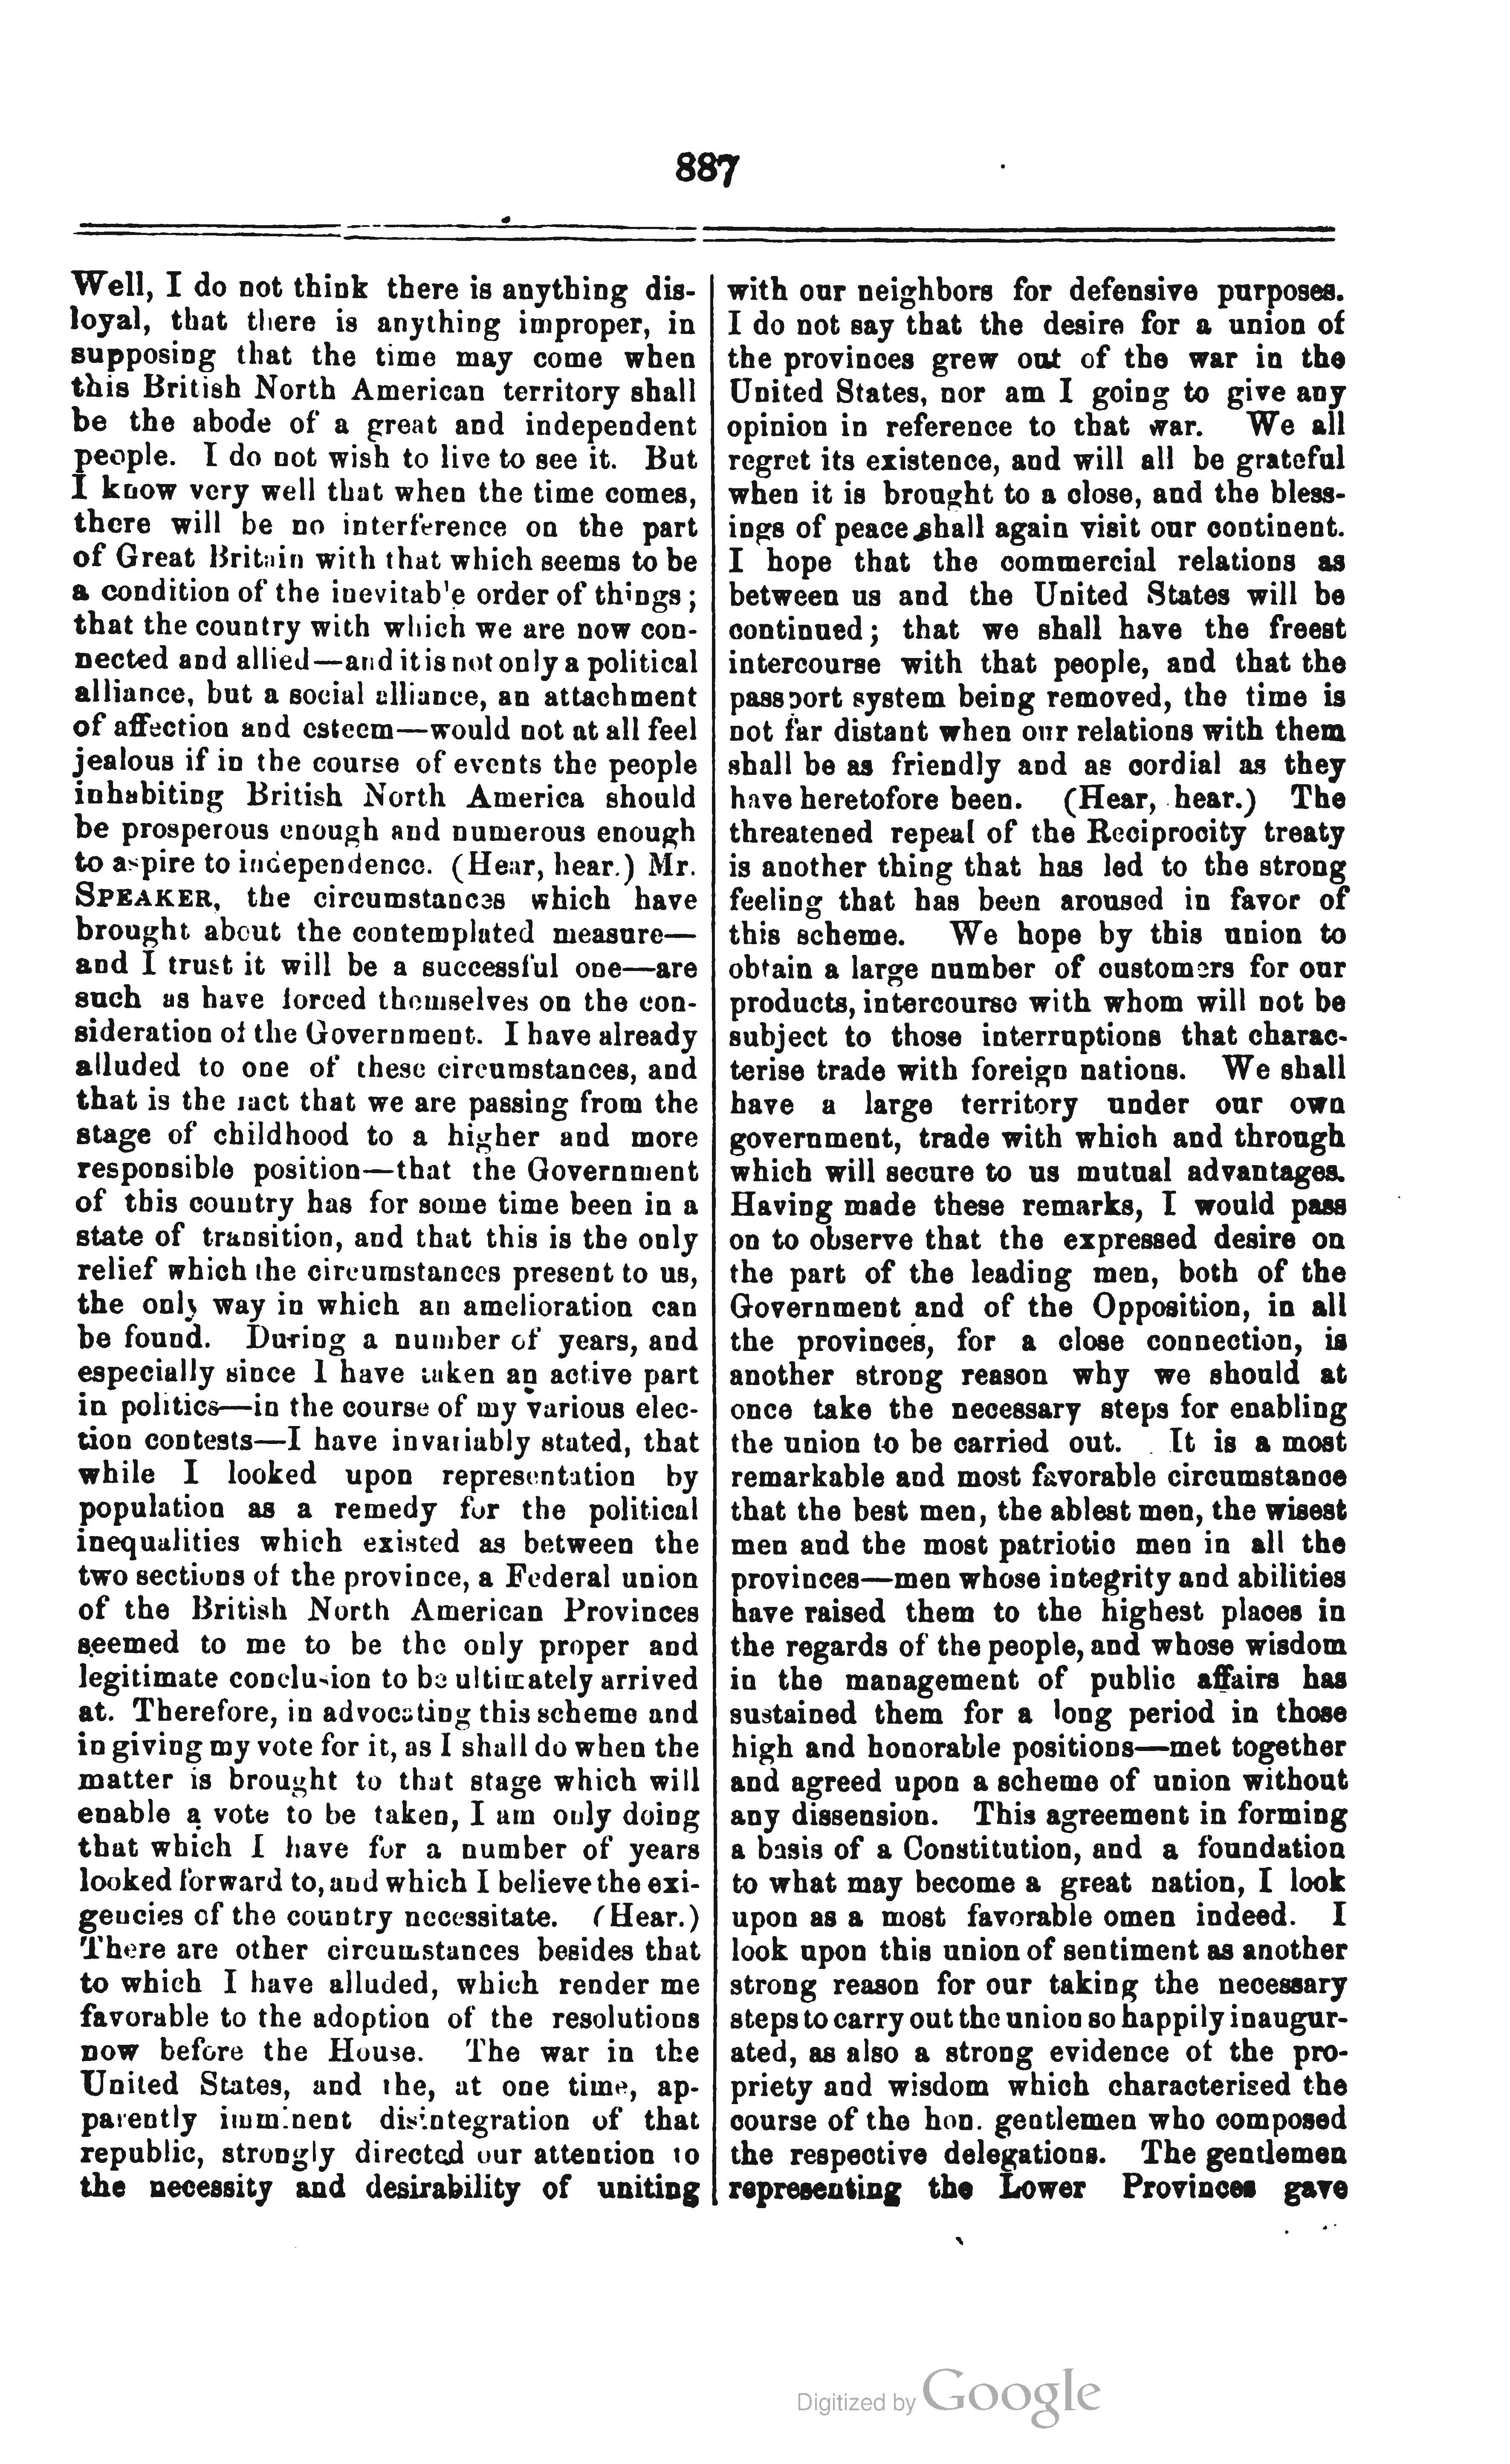 887
Well, I do not think there is anything dis-
loyal, that there is anything improper, in
supposing that the time may come when
this British North American territory shall
be the abode of a great and independent
people. I do not wish to live to see it. But
I know very well that when the time comes,
there will be no interference on the part
of Great Britain with that which seems to be
a condition of the inevitable order of things;
that the country with which we are now con-
nected and allied—and it is not only a political
alliance, but a social alliance, an attachment
of affection and esteem—would not at all feel
jealous if in the course of events the people
inhabiting British North America should
be prosperous enough and numerous enough
to aspire to independence. (Hear, hear.) Mr.
SPEAKER, the circumstances which have
brought about the contemplated measure—
and I trust it will be a successful one—are
such as have forced themselves on the con-
sideration of the Government. I have already
alluded to one of these circumstances, and
that is the fact that we are passing from the
stage of childhood to a higher and more
responsible position—that the Government
of this country has for some time been in a
state of transition, and that this is the only
relief which the circumstances present to us,
the only way in which an amelioration can
be found. During a number of years, and
especially since I have taken an active part
in politics—in the course of my various elec-
tion contests—I have invariably stated, that
while I looked upon representation by
population as a remedy for the political
inequalities which existed as between the
two sections of the province, a Federal union
of the British North American Provinces
seemed to me to be the only proper and
legitimate conclusion to be ultimately arrived
at. Therefore, in advocating this scheme and
in giving my vote for it, as I shall do when the
matter is brought to that stage which will
enable a vote to be taken, I am only doing
that which I have for a number of years
looked forward to, and which I believe the exi-
gencies of the country necessitate. (Hear.)
There are other circumstances besides that
to which I have alluded, which render me
favorable to the adoption of the resolutions
now before the House. The war in the
United States, and the, at one time, ap-
parently imminent disintegration of that
republic, strongly directed our attention to
the necessity and desirability of uniting
with our neighbors for defensive purposes.
I do not say that the desire for a union of
the provinces grew out of the war in the
United States, nor am I going to give any
opinion in reference to that war. We all
regret its existence, and will all be grateful
when it is brought to a close, and the bless-
ings of peace shall again visit our continent.
I hope that the commercial relations as
between us and the United States will be
continued; that we shall have the freest
intercourse with that people, and that the
passport system being removed, the time is
not far distant when our relations with them
shall be as friendly and as cordial as they
have heretofore been. (Hear, hear.) The
threatened repeal of the Reciprocity treaty
is another thing that has led to the strong
feeling that has been aroused in favor of
this scheme. We hope by this union to
obtain a large number of customers for our
products, intercourse with whom will not be
subject to those interruptions that charac-
terise trade with foreign nations. We shall
have a large territory under our own
government, trade with which and through
which will secure to us mutual advantages.
Having made these remarks, I would pass
on to observe that the expressed desire on
the part of the leading men, both of the
Government and of the Opposition, in all
the provinces, for a close connection, is
another strong reason why we should at
once take the necessary steps for enabling
the union to be carried out. It is a most
remarkable and most favorable circumstance
that the best men, the ablest men, the wisest
men and the most patriotic men in all the
provinces—men whose integrity and abilities
have raised them to the highest places in
the regards of the people, and whose wisdom
in the management of public affairs has
sustained them for a long period in those
high and honorable positions—met together
and agreed upon a scheme of union without
any dissension. This agreement in forming
a basis of a Constitution, and a foundation
to what may become a great nation, I look
upon as a most favorable omen indeed. I
look upon this union of sentiment as another
strong reason for our taking the necessary
steps to carry out the union so happily inaugur-
ated, as also a strong evidence of the pro-
priety and wisdom which characterised the
course of the hon. gentlemen who composed
the respective delegations. The gentlemen
representing the Lower Provinces gave
Digitized by Google